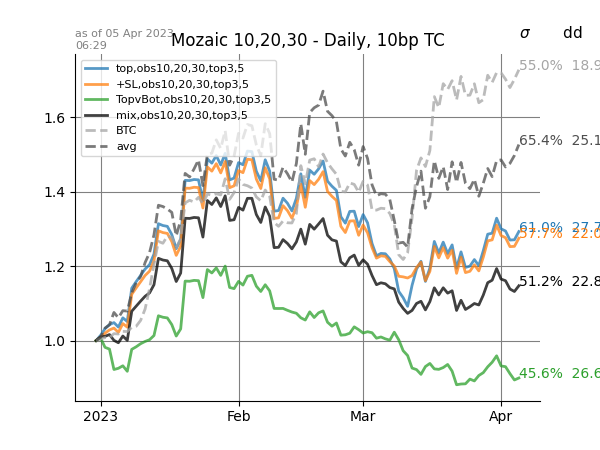 as of 05 Apr 2023
06:29
Mozaic 10,20,30 - Daily, 10bp TC
σ dd
top,obs10,20,30,top3,5
+SL,obs10,20,30,top3,5
TopvBot,obs10,20,30,top3,5
mix,obs10,20,30,top3,5
BTC
avg
55.0% 18.9
65.4% 25.1
61.0% 27.7
22.0
51.2% 22.8
45.6% 26.6
1.6
1.4
1.2
1.0
2023 Feb Mar Apr